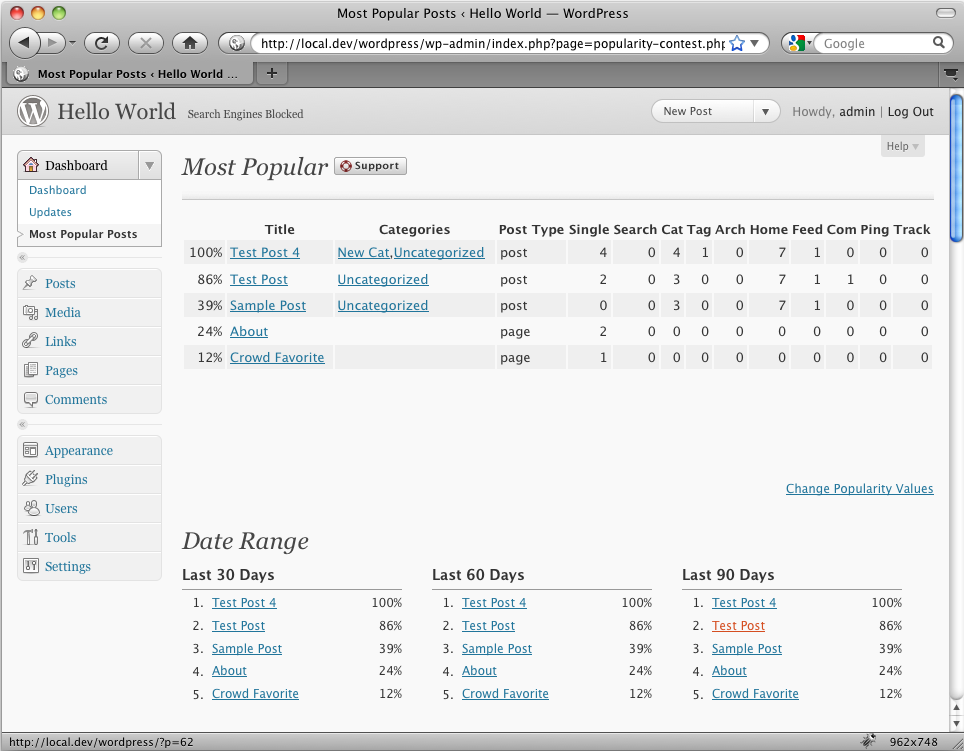 Most Popular Posts ‹ Hello World — WordPress
http://local.dev/wordpress/wp-admin/index.php?page=popularity-contest.php
Google
Most Popular Posts ‹ Hello World ...
+
Hello World Search Engines Blocked New Post Howdy, admin | Log Out
Help
Dashboard
Dashboard
Updates
Most Popular Posts
«
Posts
Media
Links
Pages
Comments
«
Appearance
Plugins
Users
Tools
Settings
Most Popular Support
Title Categories Post Type Single Search Cat Tag Arch Home Feed Com Ping Track
100% Test Post 4 New Cat,Uncategorized post 4 0 4 1 0 7 1 0 0 0
86% Test Post Uncategorized post 2 0 3 0 0 7 1 1 0 0
39% Sample Post Uncategorized post 0 0 3 0 0 7 1 0 0 0
24% About page 2 0 0 0 0 0 0 0 0 0
12% Crowd Favorite page 1 0 0 0 0 0 0 0 0 0
Change Popularity Values
Date Range
Last 30 Days
1. Test Post 4 100%
2. Test Post 86%
3. Sample Post 39%
4. About 24%
5. Crowd Favorite 12%
Last 60 Days
1. Test Post 4 100%
2. Test Post 86%
3. Sample Post 39%
4. About 24%
5. Crowd Favorite 12%
Last 90 Days
1. Test Post 4 100%
2. Test Post 86%
3. Sample Post 39%
4. About 24%
5. Crowd Favorite 12%
http://local.dev/wordpress/?p=62
962x748